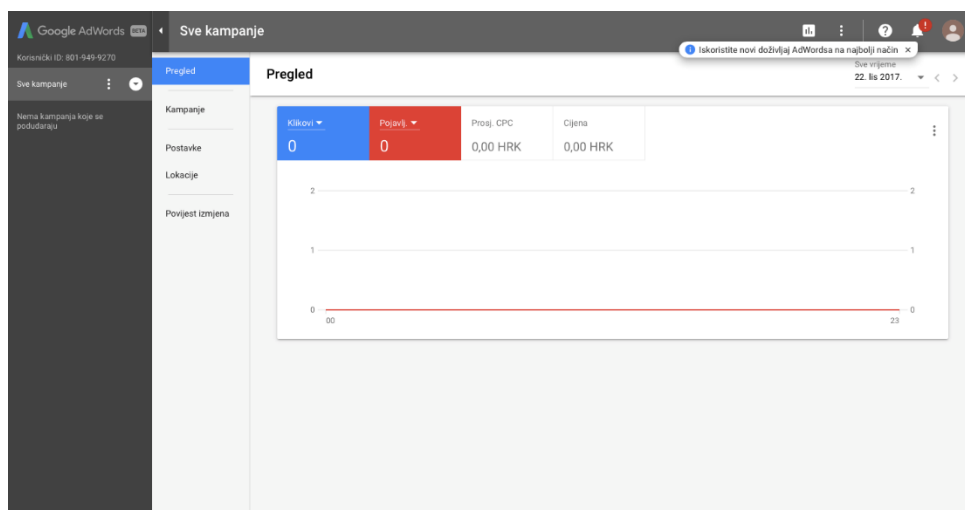 Google AdWords BETA
Sve kampanje
Korisnički ID: 801-949-9270
Iskoristite novi doživljaj AdWordsa na najbolji način ×
Sve kampanje
Nema kampanja koje se
podudaraju
Pregled
Kampanje
Postavke
Lokacije
Povijest izmjena
Pregled
Sve vrijeme
22. lis 2017.
Klikovi
0
Pojavlj.
0
Prosj. CPC
0,00 HRK
Cijena
0,00 HRK
2 2
1 1
0 0
00 23